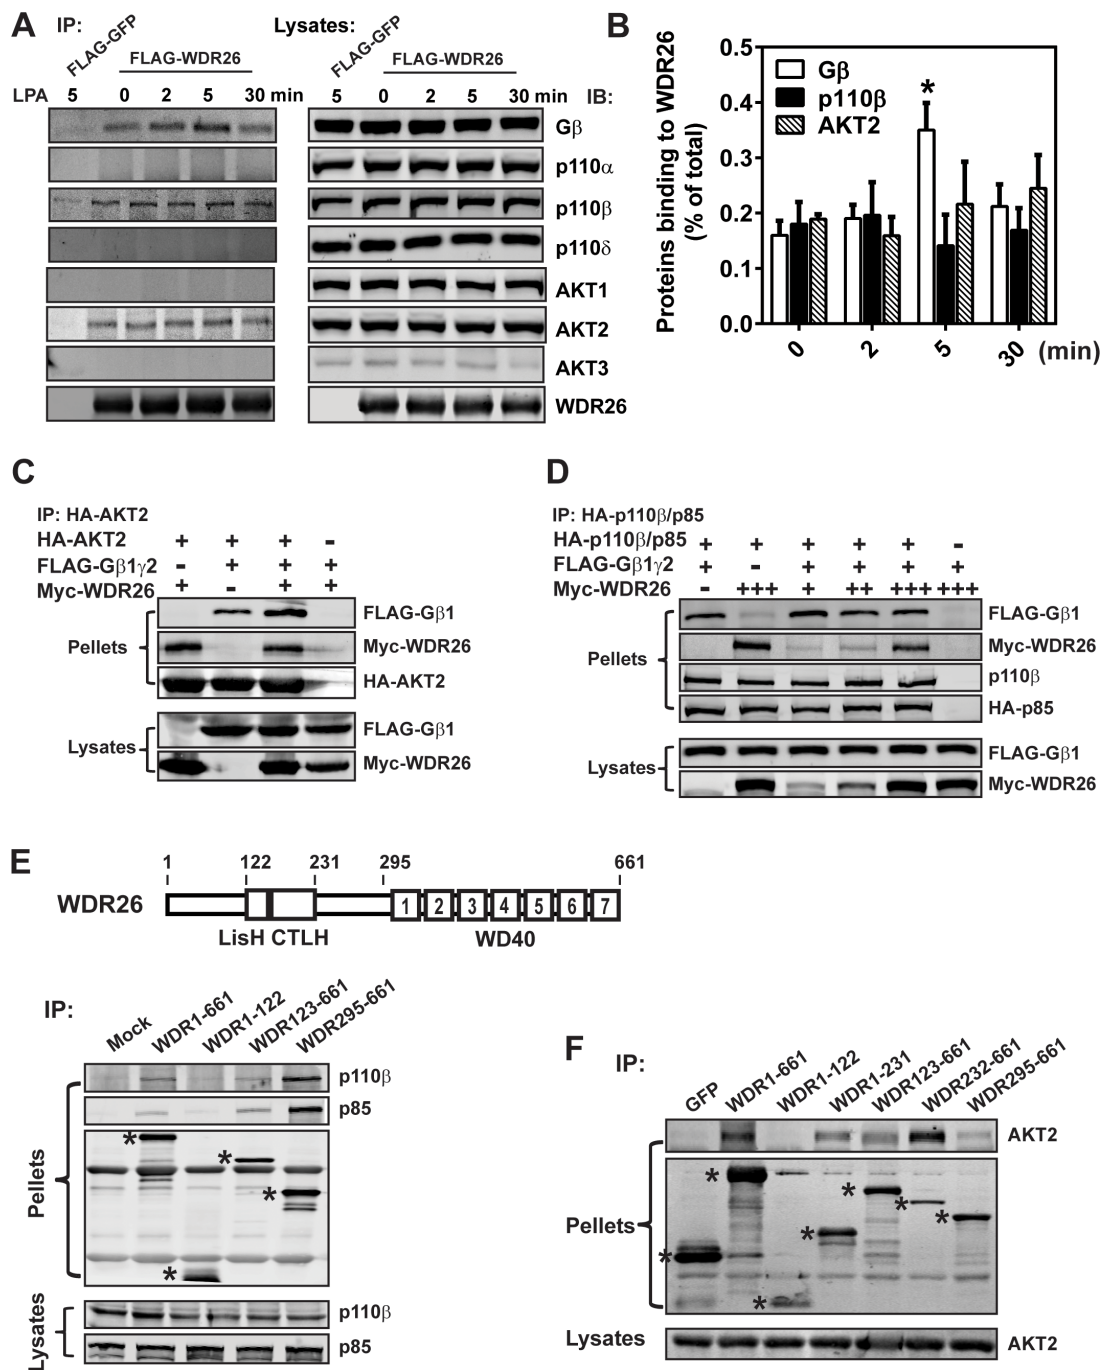 A
IP:
Lysates:
FLAG-GFP
FLAG-WDR26
FLAG-GFP
FLAG-WDR26
LPA 5 0 2 5 30 min
5 0 2 5 30 min IB:
Gβ
p110α
p110β
p110δ
AKT1
AKT2
AKT3
WDR26
B
Proteins binding to WDR26
(% of total)
0.5
0.4
0.3
0.2
0.1
0.0
Gβ
p110β
AKT2
*
0 2 5 30 (min)
C
IP: HA-AKT2
HA-AKT2 + + + -
FLAG-Gβ1γ2 - + + +
Myc-WDR26 + - + +
Pellets
FLAG-Gβ1
Myc-WDR26
HA-AKT2
Lysates
FLAG-Gβ1
Myc-WDR26
D
IP: HA-p110β/p85
HA-p110β/p85 + + + + + -
FLAG-Gβ1γ2 + - + + + +
Myc-WDR26 - +++ + ++ +++ +++
Pellets
FLAG-Gβ1
Myc-WDR26
p110β
HA-p85
Lysates
FLAG-Gβ1
Myc-WDR26
E
1 122 231 295 661
WDR26
1 2 3 4 5 6 7
LisH CTLH WD40
IP:
Mock
WDR1-661
WDR1-122
WDR123-661
WDR295-661
Pellets
p110β
p85
*
*
*
*
Lysates
p110β
p85
F
IP:
GFP
WDR1-661
WDR1-122
WDR1-231
WDR123-661
WDR232-661
WDR295-661
AKT2
Pellets
*
*
*
*
*
*
*
Lysates
AKT2